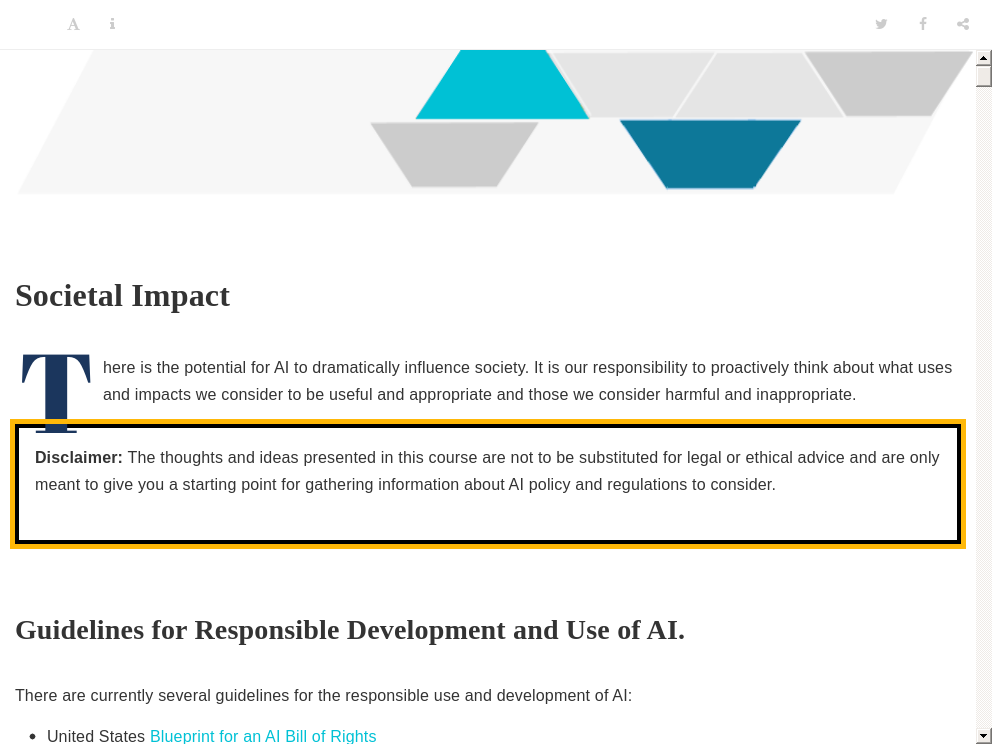 Societal Impact
There is the potential for AI to dramatically influence society. It is our responsibility to proactively think about what uses
and impacts we consider to be useful and appropriate and those we consider harmful and inappropriate.
Disclaimer: The thoughts and ideas presented in this course are not to be substituted for legal or ethical advice and are only
meant to give you a starting point for gathering information about AI policy and regulations to consider.
Guidelines for Responsible Development and Use of AI.
There are currently several guidelines for the responsible use and development of AI:
• United States Blueprint for an AI Bill of Rights